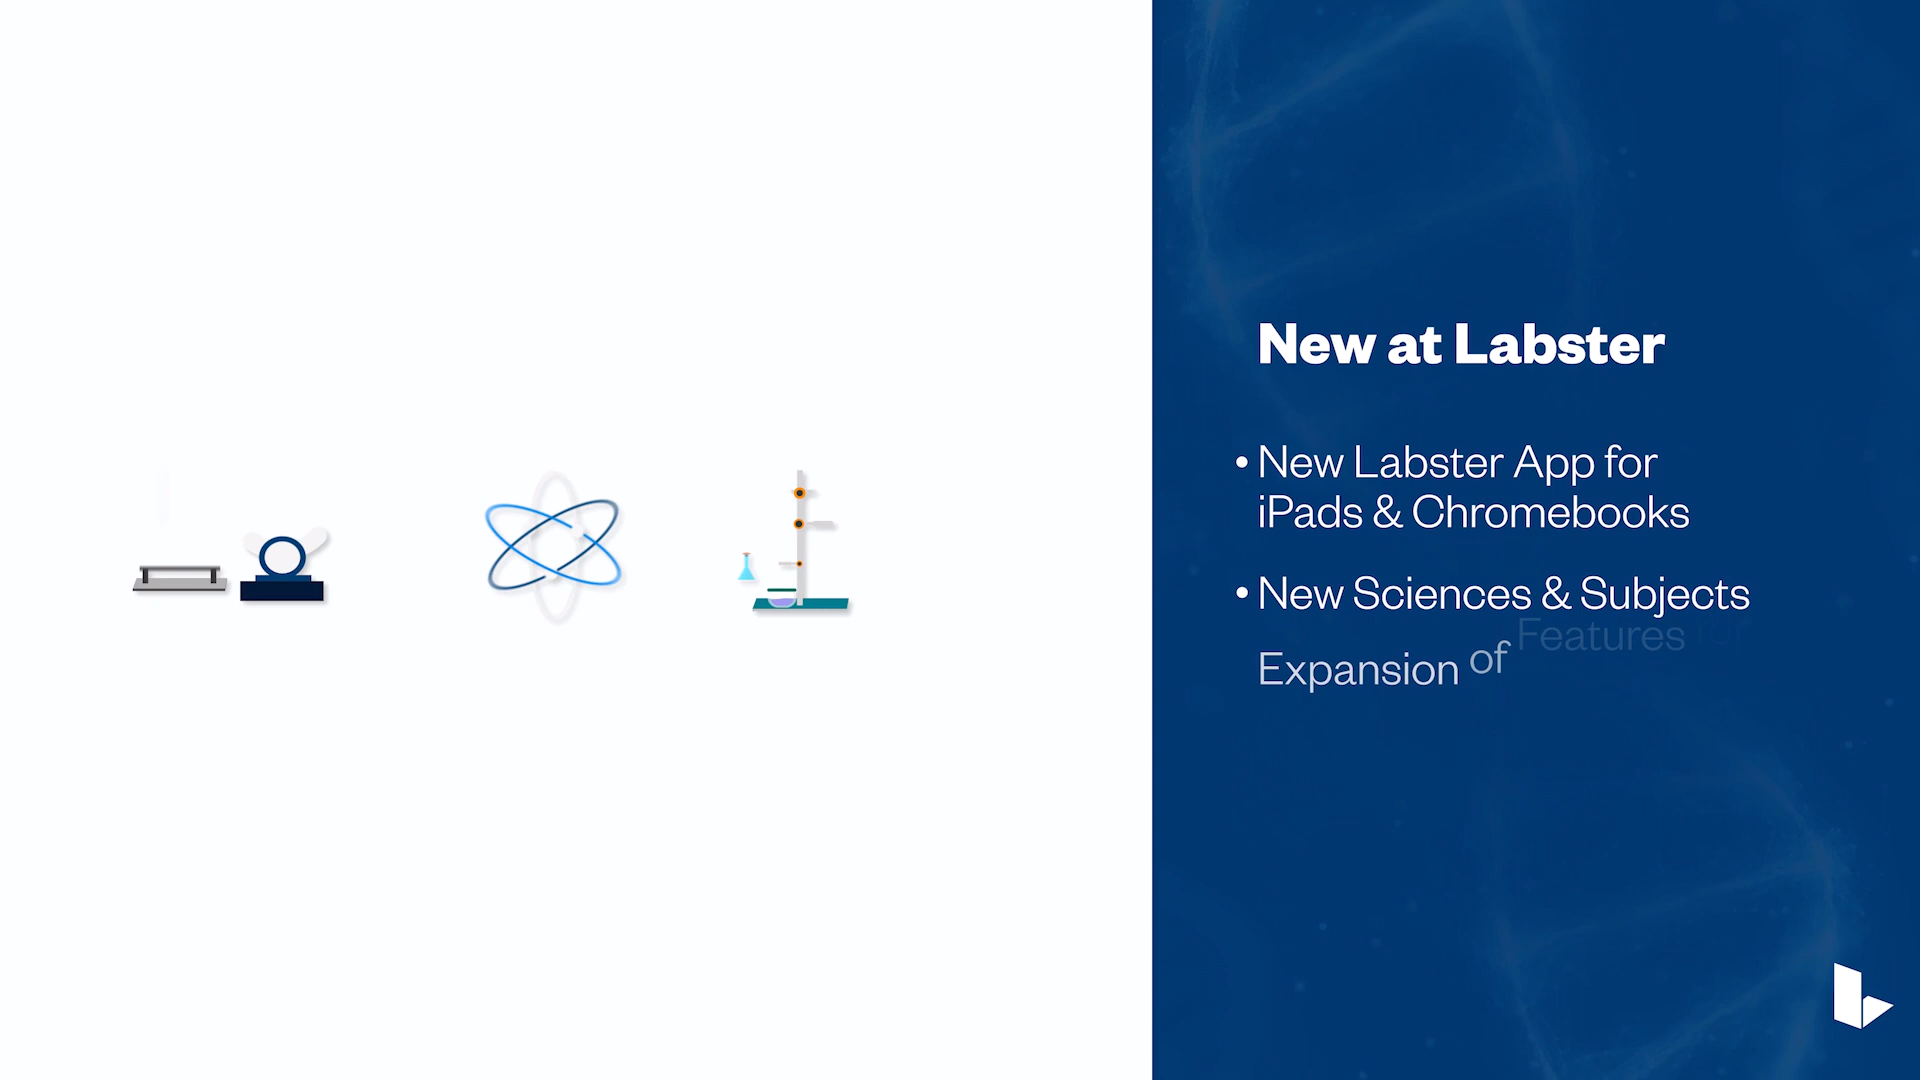 New at Labster
• New Labster App for
iPads & Chromebooks
• New Sciences & Subjects
Expansion of Features